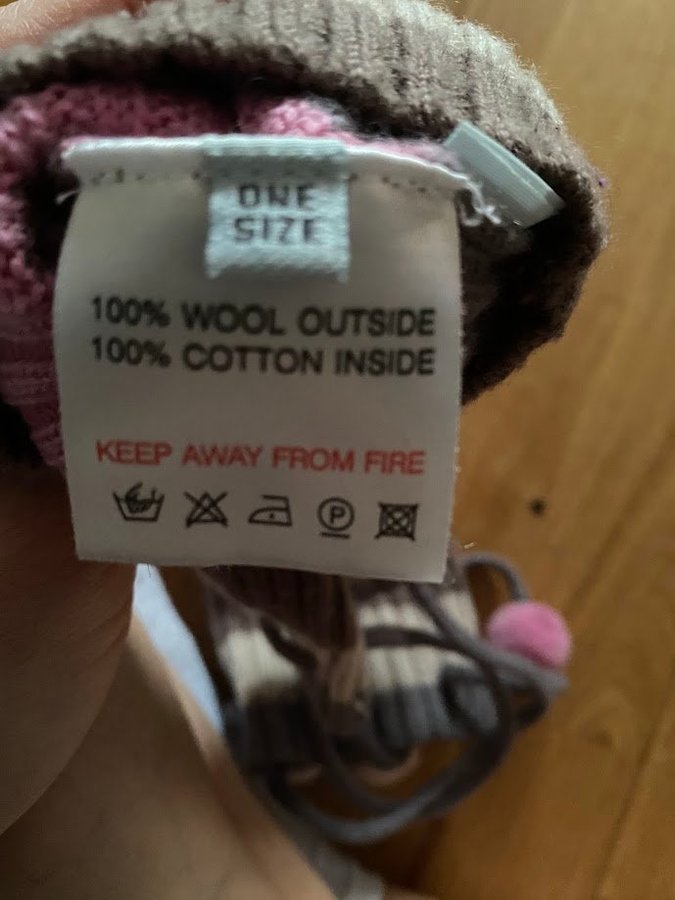 ONE
SIZE
100% WOOL OUTSIDE
100% COTTON INSIDE
KEEP AWAY FROM FIRE
P